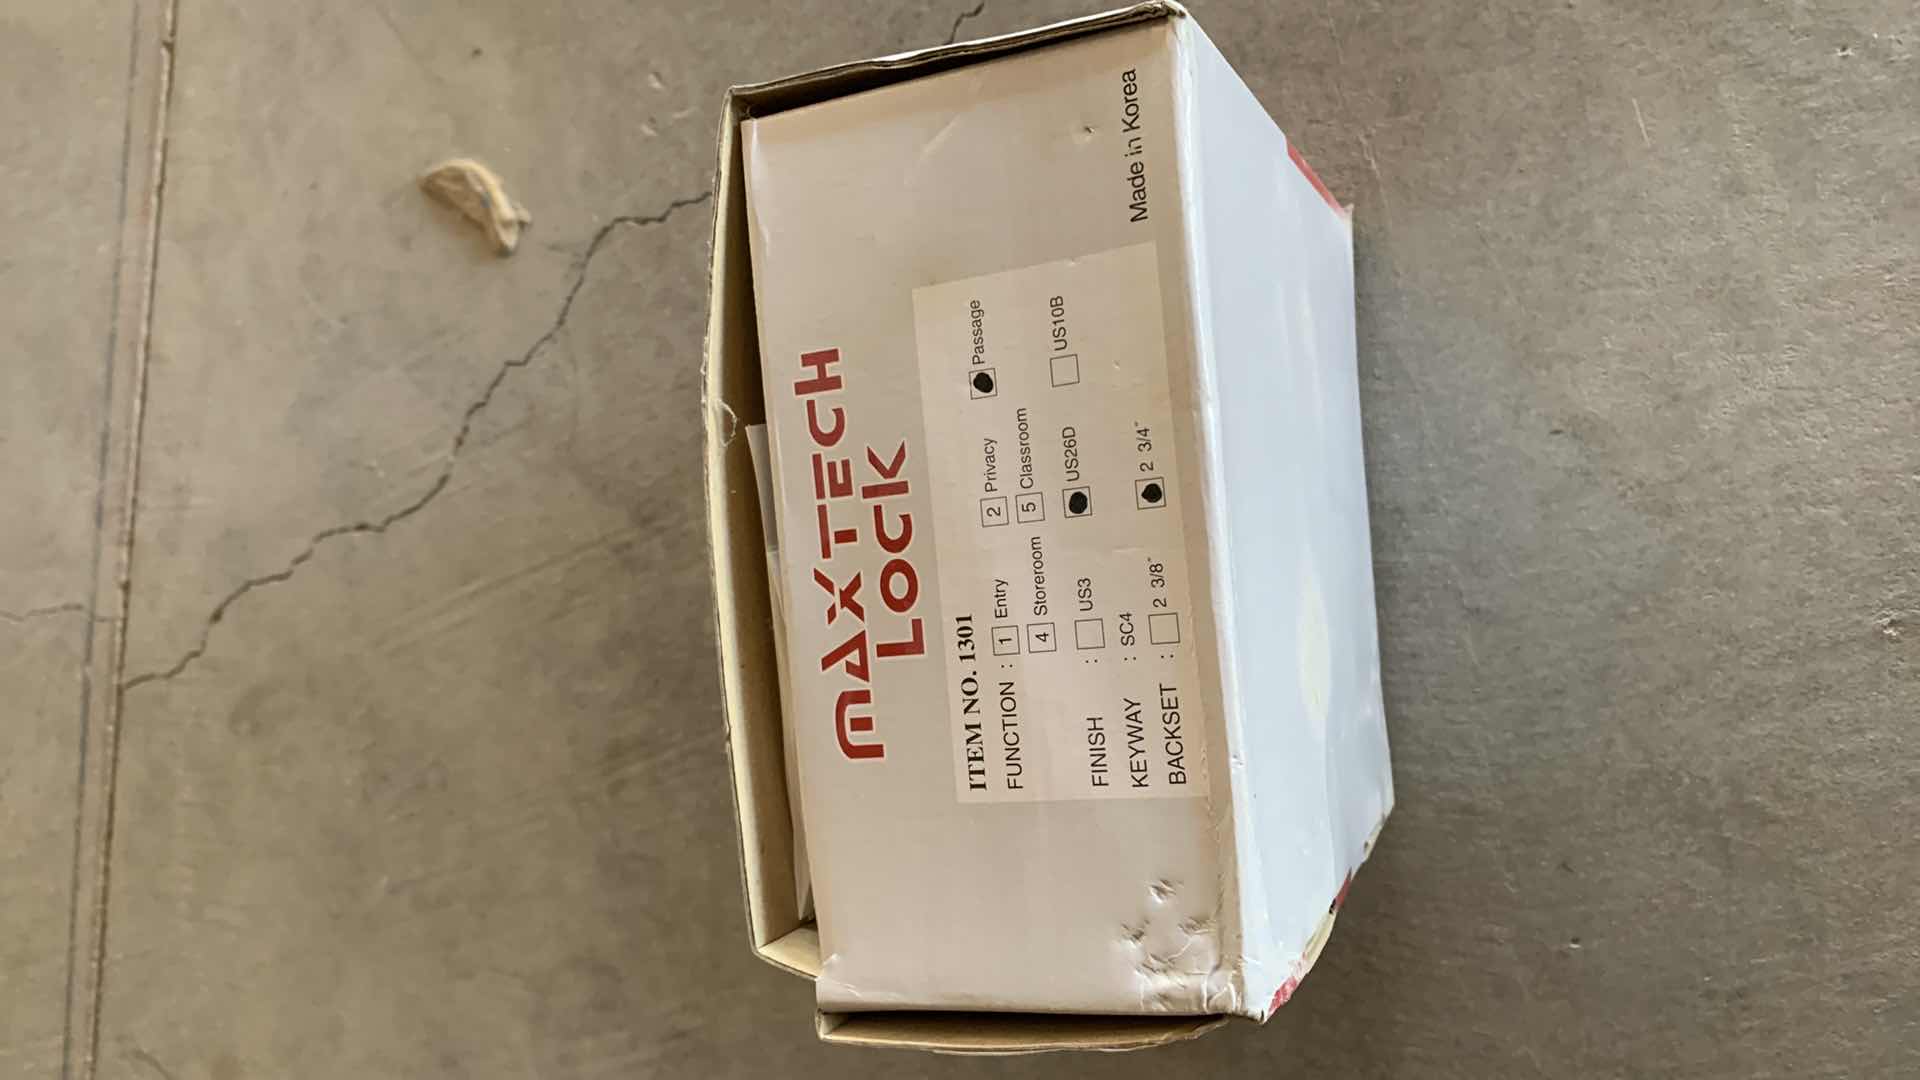 MAXTECH
LOCK
Made in Korea
ITEM NO. 1301
FUNCTION : 1 Entry 2 Privacy Passage
4 Storeroom 5 Classroom
FINISH : US3 US26D US10B
KEYWAY : SC4
BACKSET : 2 3/8" 2 3/4"